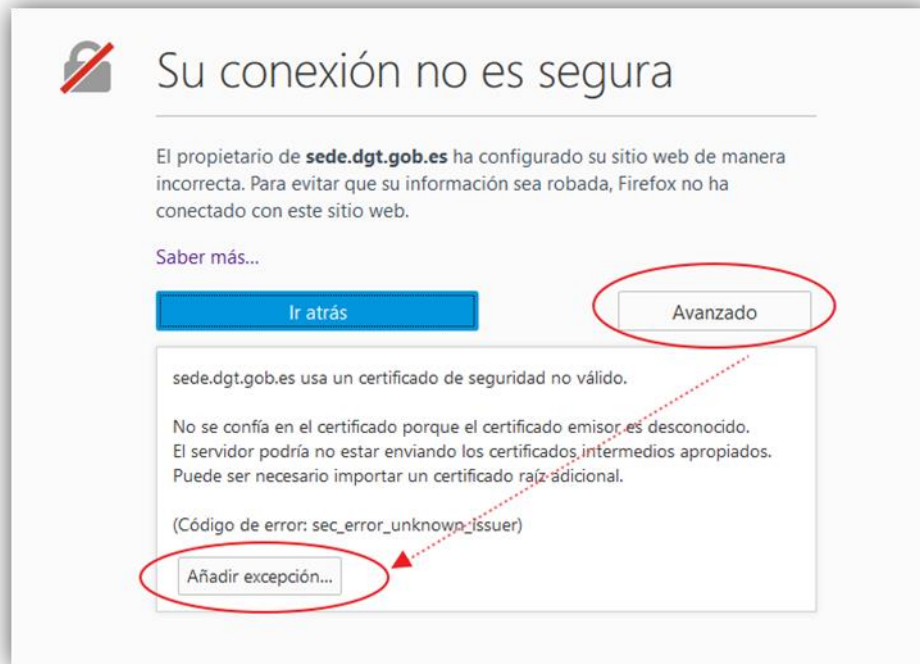 Su conexión no es segura
El propietario de sede.dgt.gob.es ha configurado su sitio web de manera
incorrecta. Para evitar que su información sea robada, Firefox no ha
conectado con este sitio web.
Saber más...
Ir atrás
Avanzado
sede.dgt.gob.es usa un certificado de seguridad no válido.
No se confía en el certificado porque el certificado emisor es desconocido.
El servidor podría no estar enviando los certificados intermedios apropiados.
Puede ser necesario importar un certificado raíz adicional.
(Código de error: sec_error_unknown_issuer)
Añadir excepción...